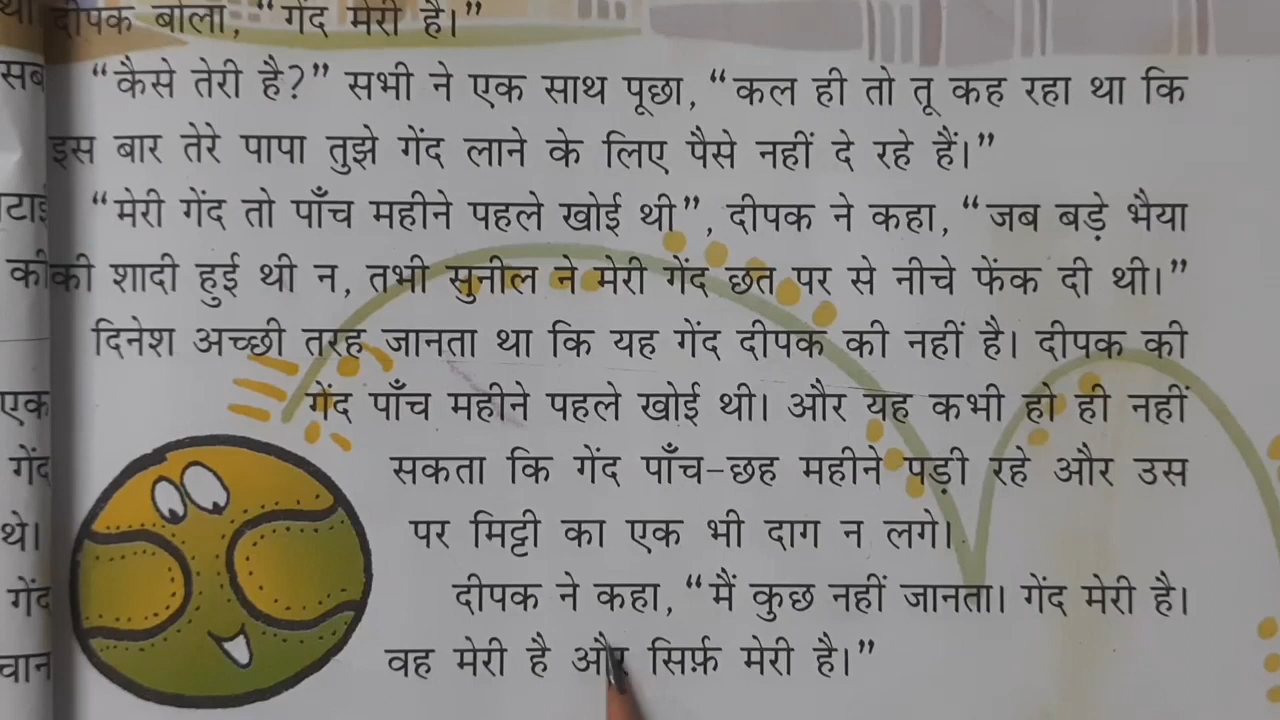 दीपक बोला, “गेंद मेरी है।”
“कैसे तेरी है?” सभी ने एक साथ पूछा, “कल ही तो तू कह रहा था कि
इस बार तेरे पापा तुझे गेंद लाने के लिए पैसे नहीं दे रहे हैं।”
“मेरी गेंद तो पाँच महीने पहले खोई थी”, दीपक ने कहा, “जब बड़े भैया
की शादी हुई थी न, तभी सुनील ने मेरी गेंद छत पर से नीचे फेंक दी थी।”
दिनेश अच्छी तरह जानता था कि यह गेंद दीपक की नहीं है। दीपक की
गेंद पाँच महीने पहले खोई थी। और यह कभी हो ही नहीं
सकता कि गेंद पाँच-छह महीने पड़ी रहे और उस
पर मिट्टी का एक भी दाग न लगे।
दीपक ने कहा, “मैं कुछ नहीं जानता। गेंद मेरी है।
वह मेरी है और सिर्फ़ मेरी है।”
सब
की
एक
गेंद
थे।
गेंद